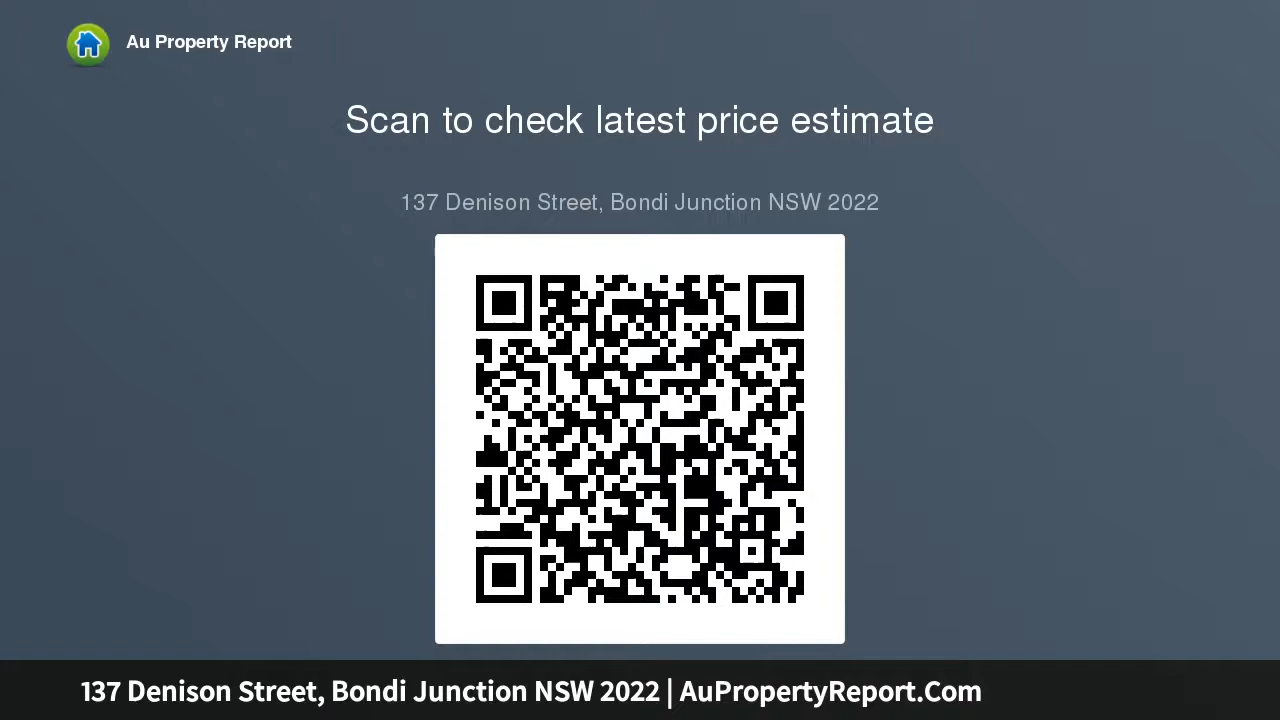 Au Property Report
Scan to check latest price estimate
137 Denison Street, Bondi Junction NSW 2022
137 Denison Street, Bondi Junction NSW 2022 | AuPropertyReport.Com